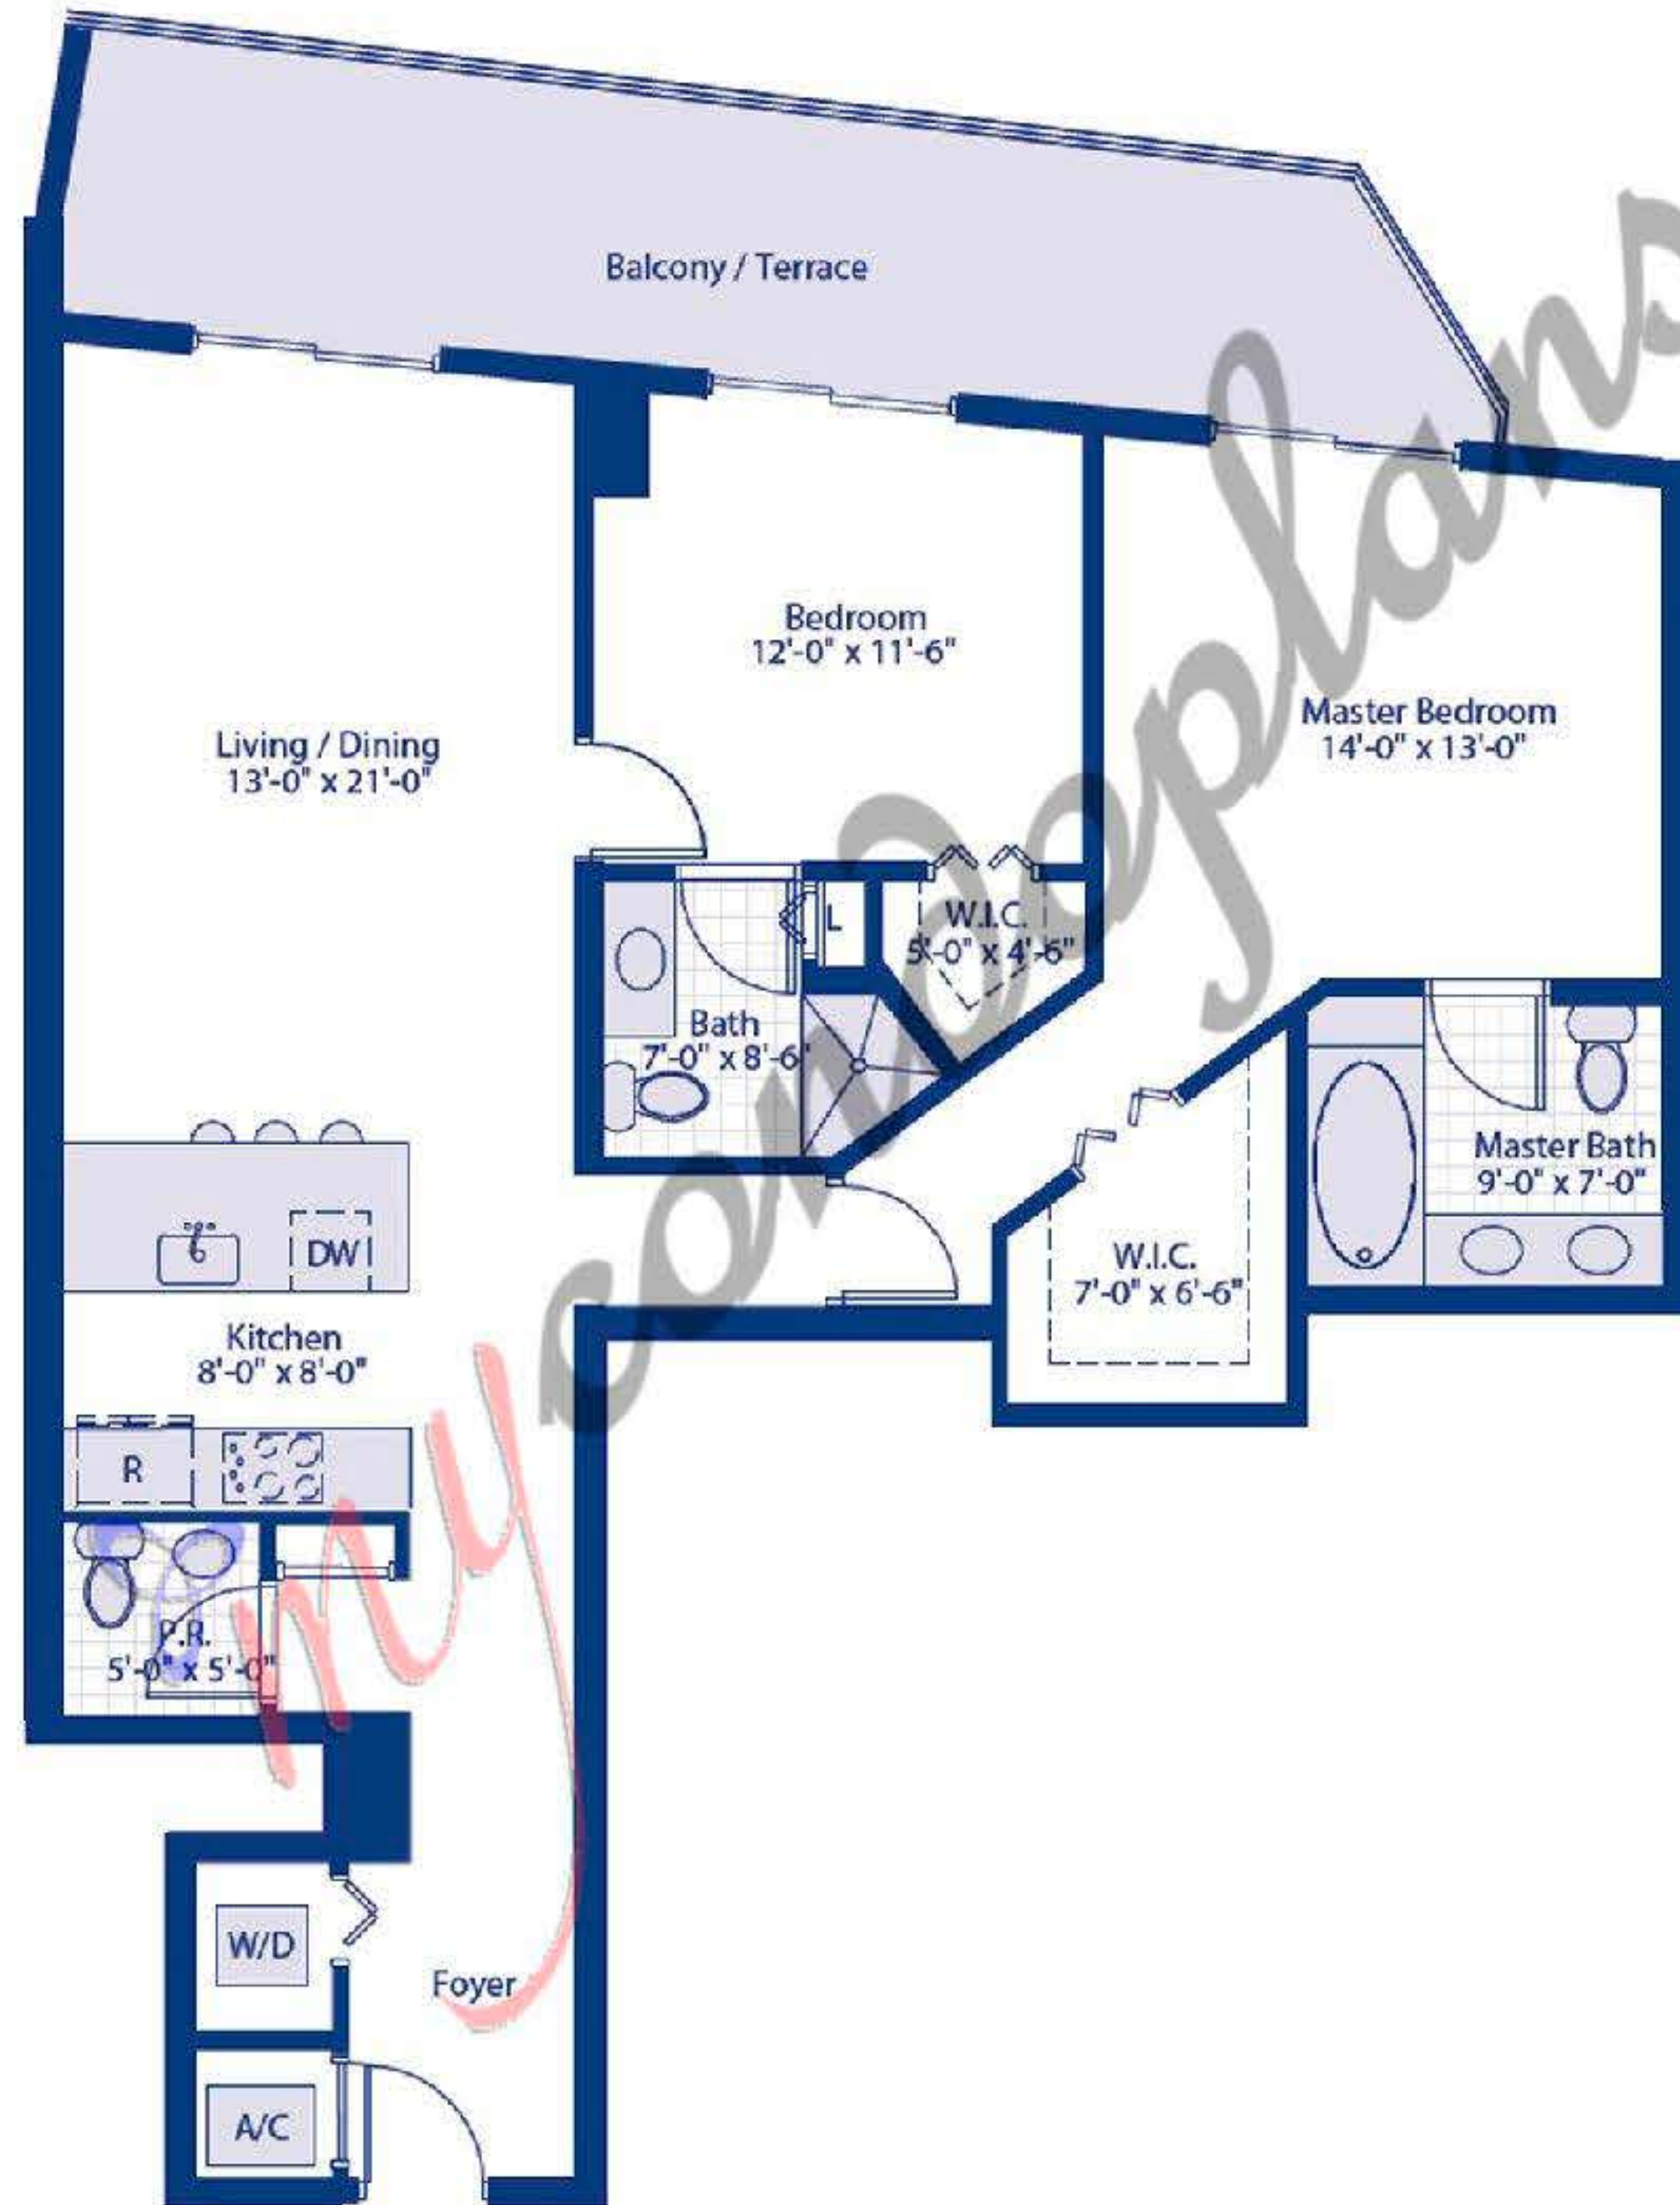 Balcony / Terrace
Bedroom
12'-0" x 11'-6"
Master Bedroom
14'-0" x 13'-0"
Living / Dining
13'-0" x 21'-0"
L
W.I.C.
5'-0" x 4'-6"
Bath
7'-0" x 8'-6"
Master Bath
9'-0" x 7'-0"
DW
W.I.C.
7'-0" x 6'-6"
Kitchen
8'-0" x 8'-0"
R
P.R.
5'-0" x 5'-0"
W/D
Foyer
A/C
mycondoplans